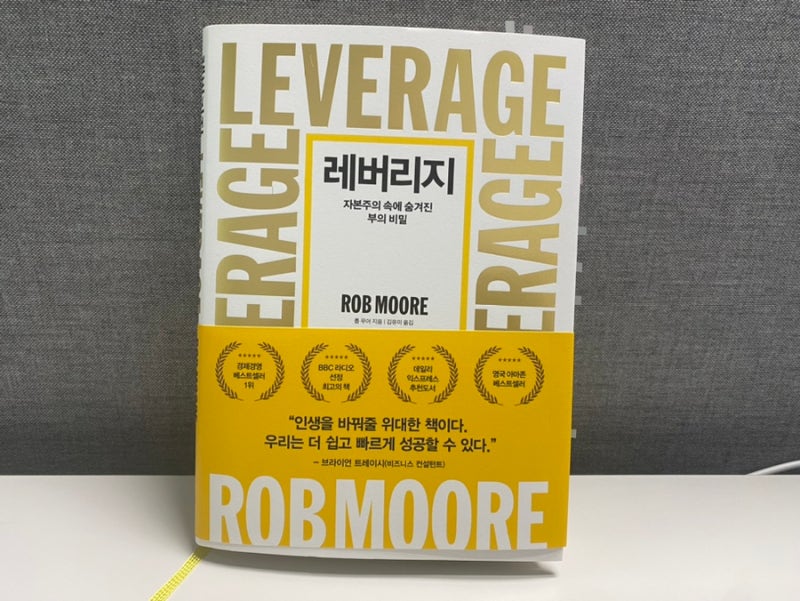 LEVERAGE
ERAGE
ERAGE
레버리지
자본주의 속에 숨겨진
부의 비밀
ROB MOORE
롭 무어 지음 / 김유미 옮김
경제경영
베스트셀러
1위
BBC 라디오
선정
최고의 책
데일리
익스프레스
추천도서
영국 아마존
베스트셀러
“인생을 바꿔줄 위대한 책이다.
우리는 더 쉽고 빠르게 성공할 수 있다.”
– 브라이언 트레이시(비즈니스 컨설턴트)
ROB MOORE